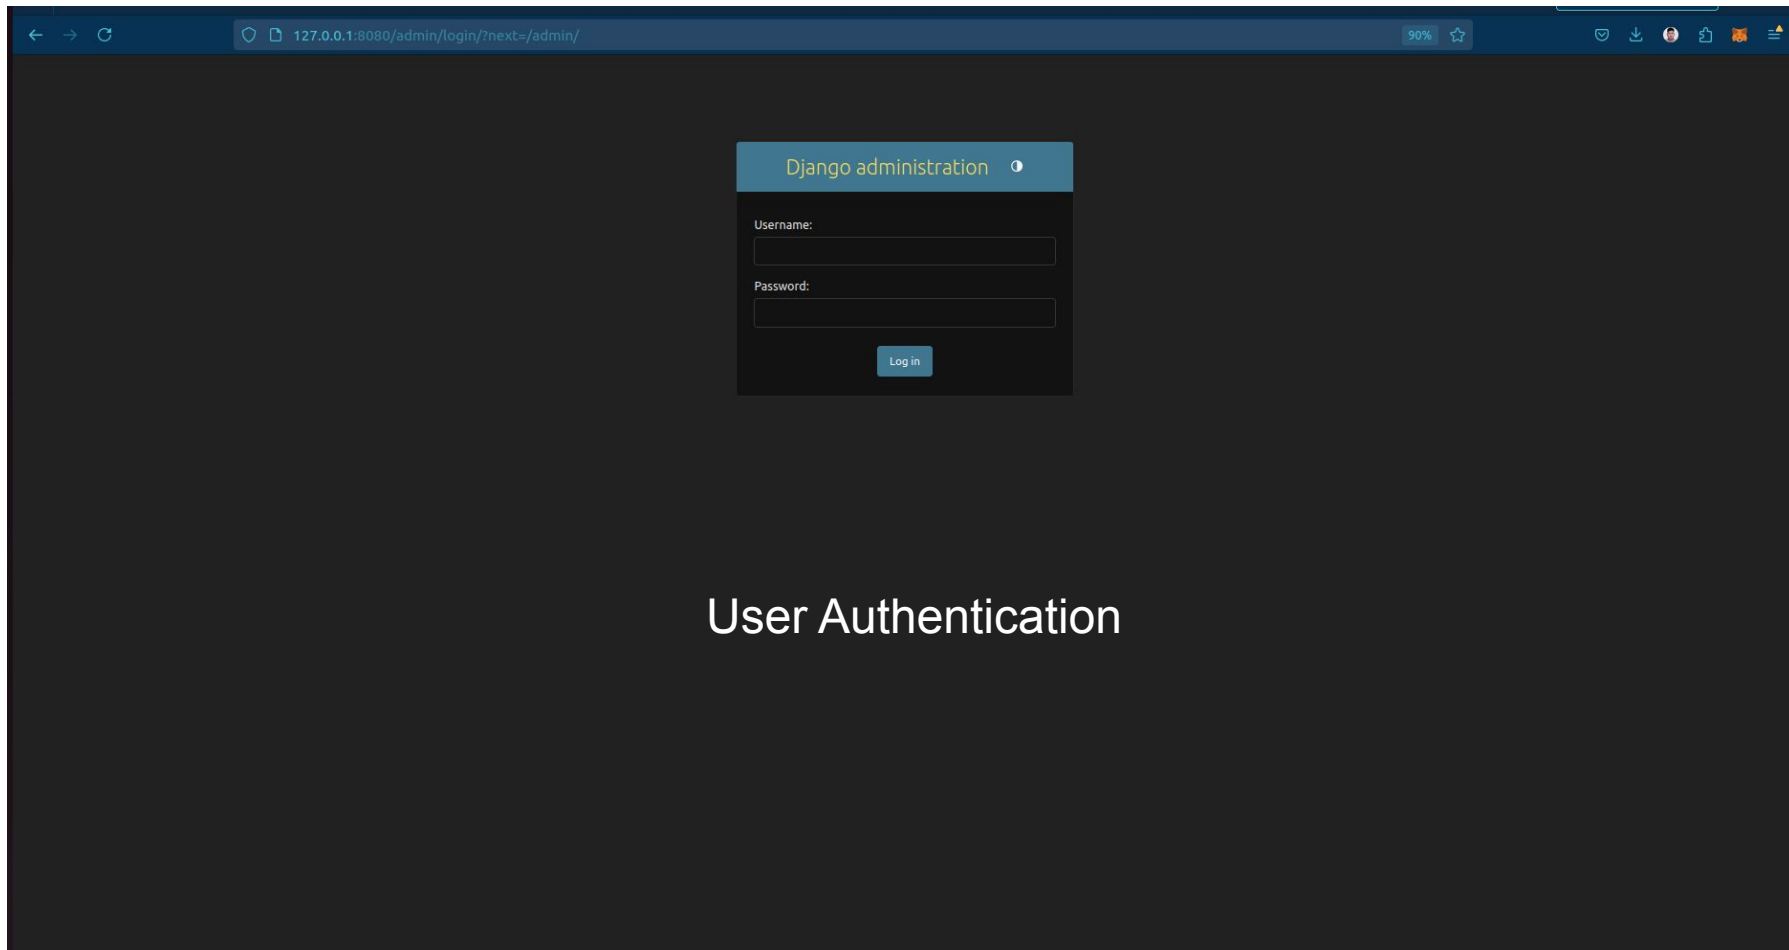 127.0.0.1:8080/admin/login/?next=/admin/
90%
Django administration
Username:
Password:
Log in
User Authentication